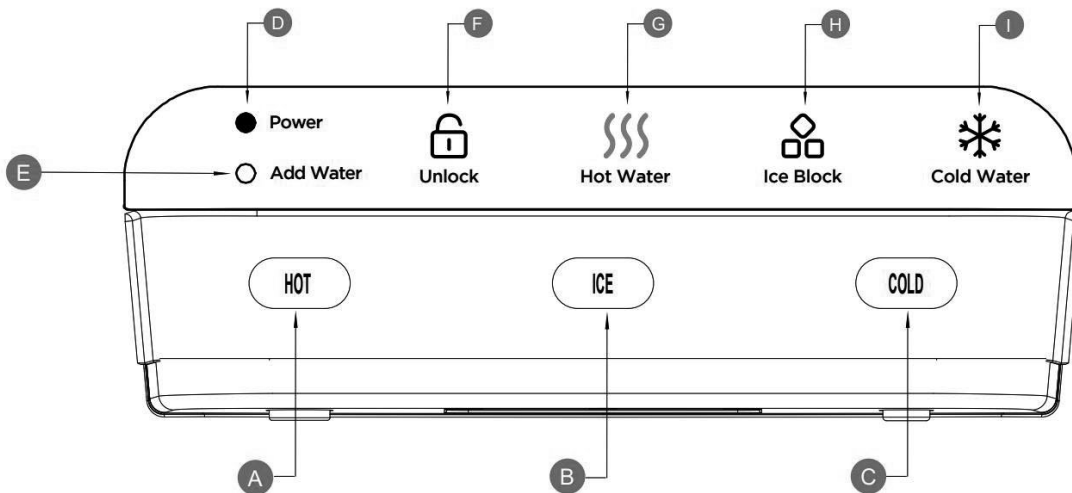 D F G H I
Power
E Add Water
Unlock Hot Water Ice Block Cold Water
HOT ICE COLD
A B C